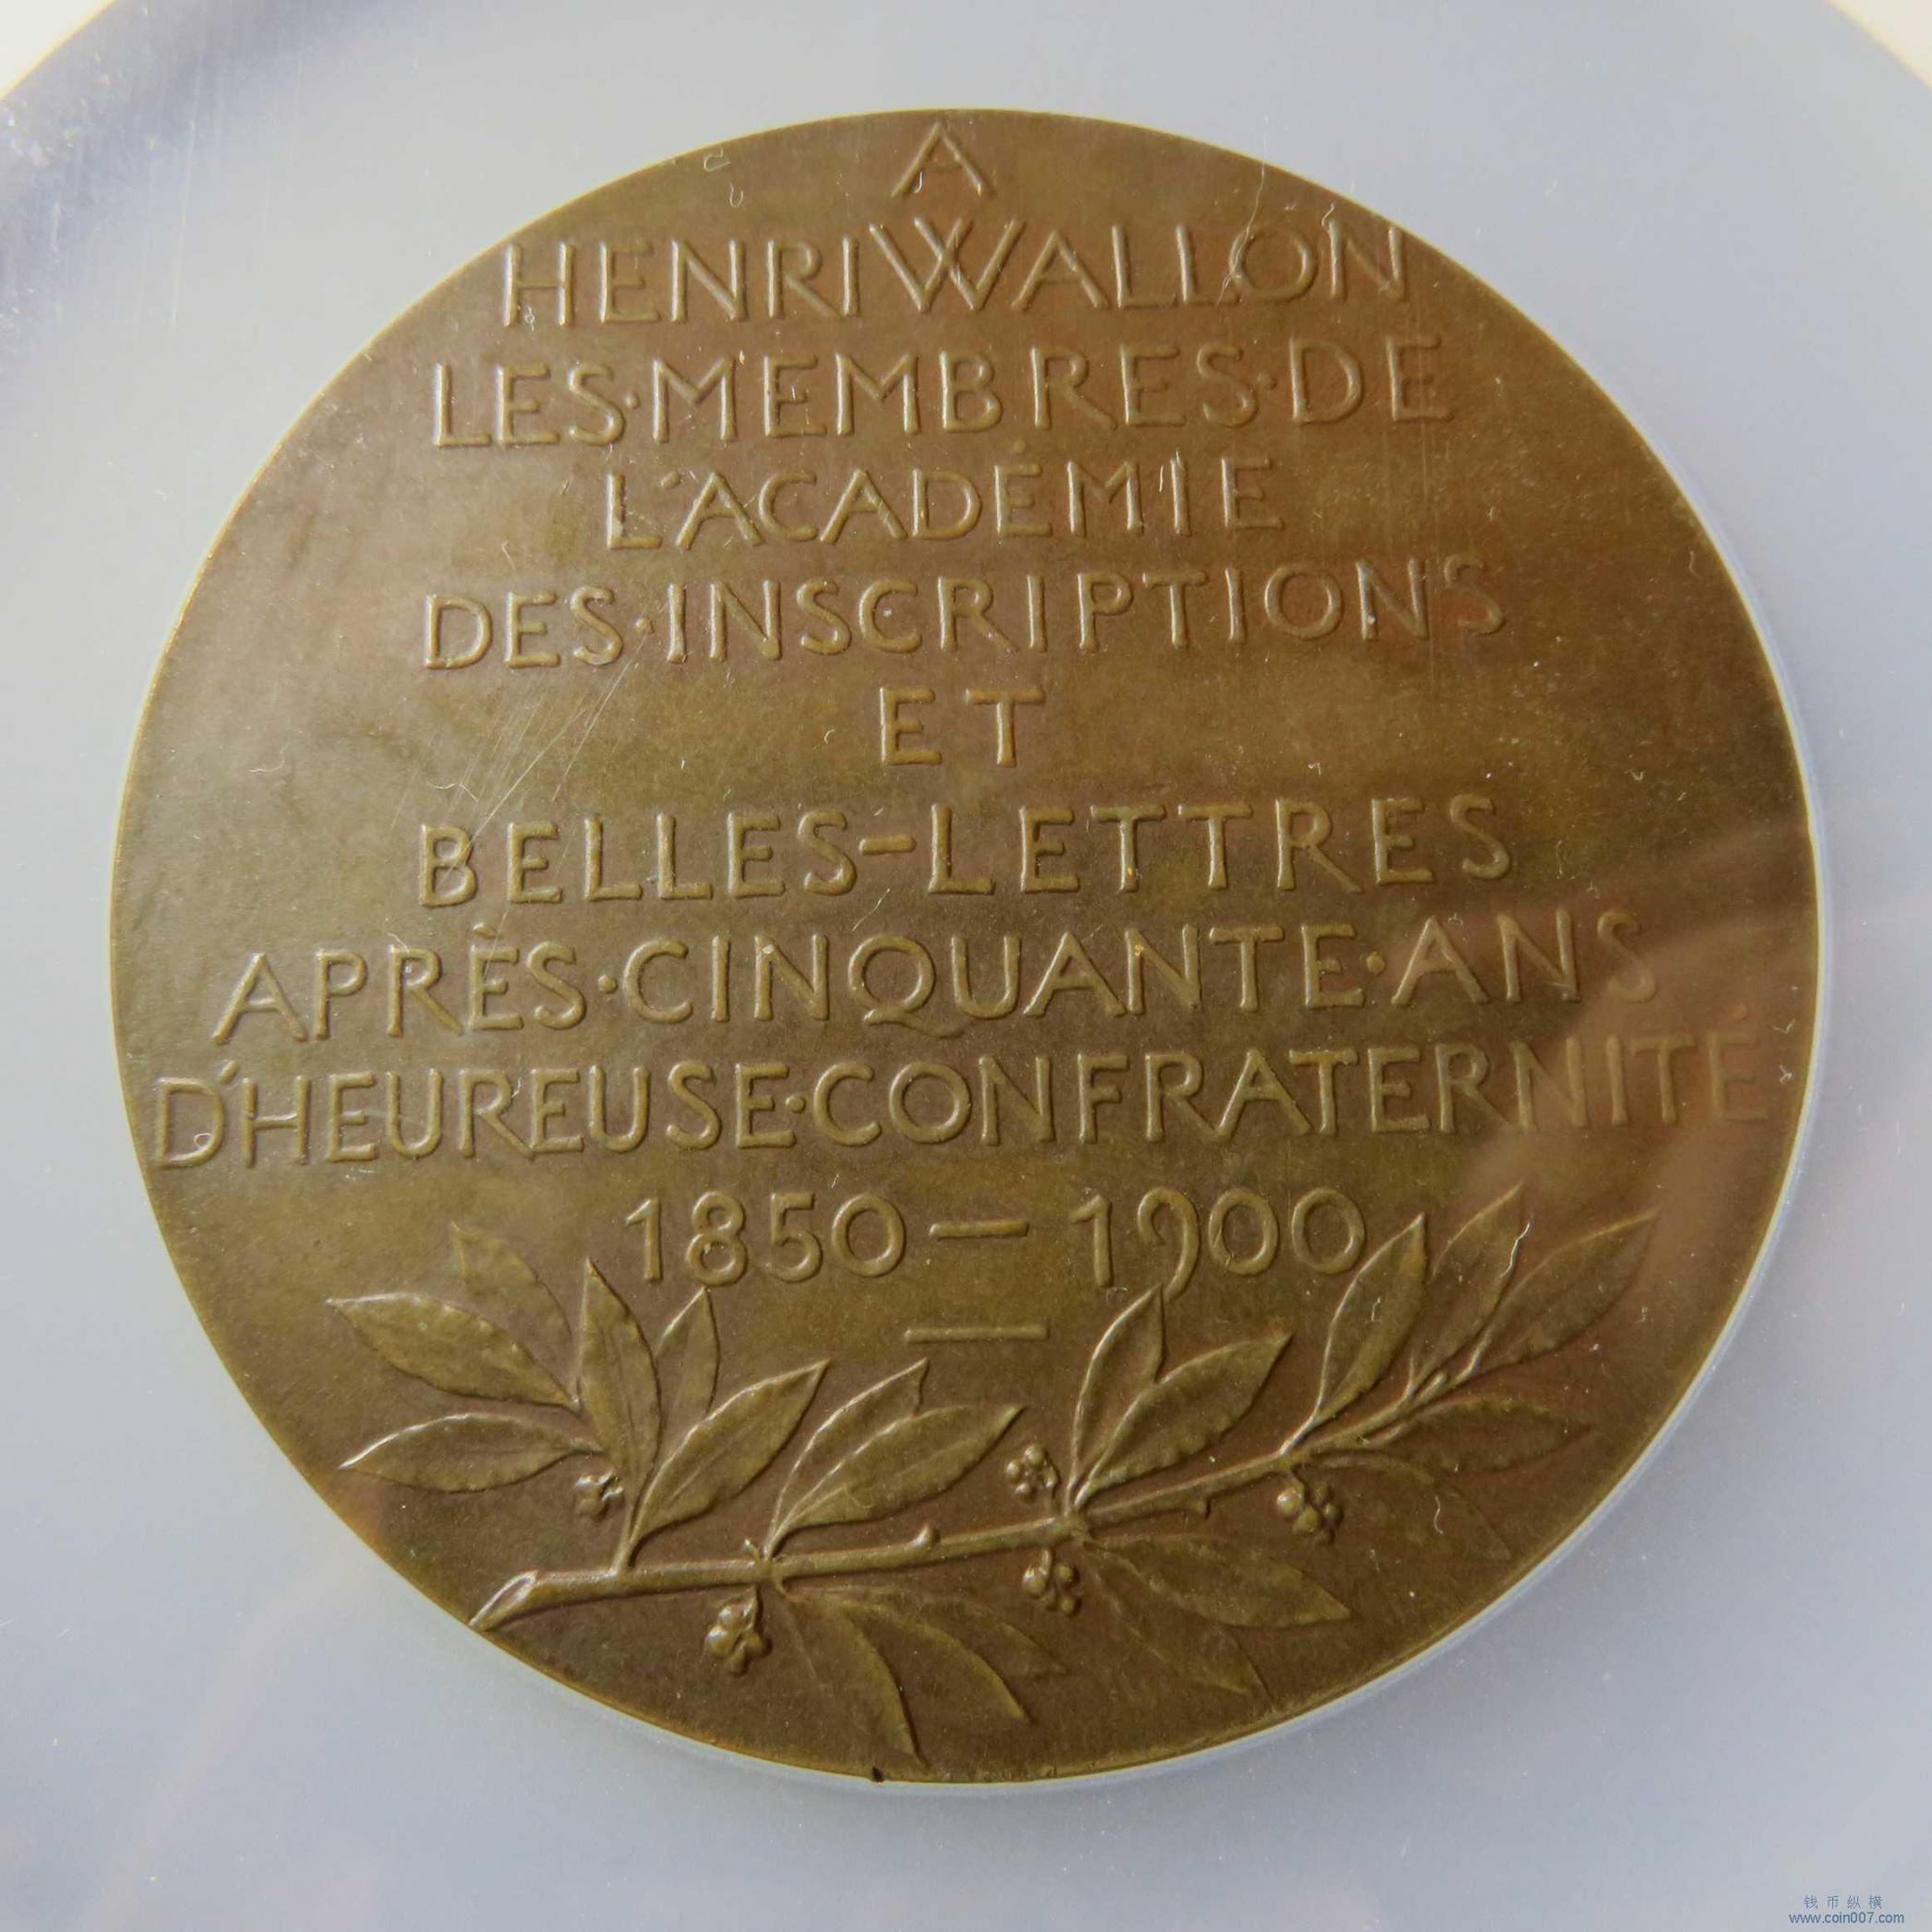 A
HENRI WALLON
LES·MEMBRES·DE
L'ACADÉMIE
DES·INSCRIPTIONS
ET
BELLES-LETTRES
APRÈS·CINQUANTE·ANS
D'HEUREUSE·CONFRATERNITÉ
1850 — 1900
钱币纵横
www.coin007.com